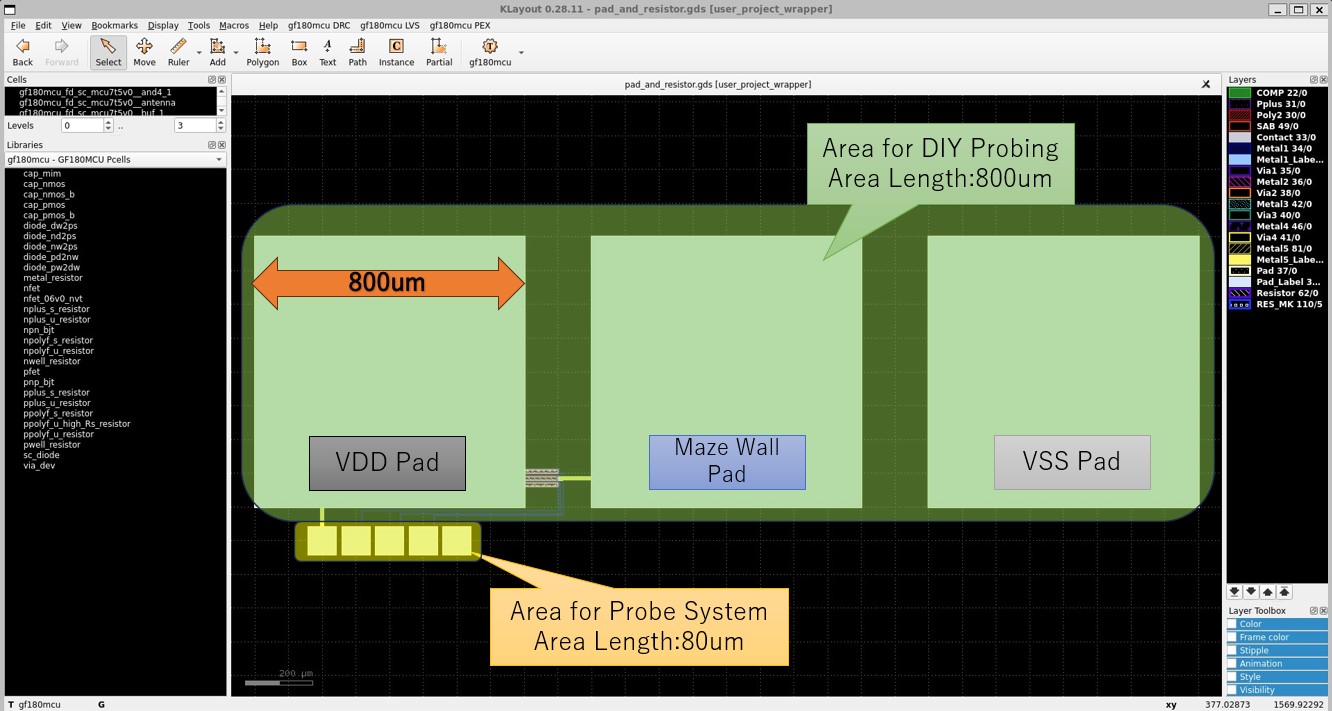 KLayout 0.28.11 - pad_and_resistor.gds [user_project_wrapper]
File Edit View Bookmarks Display Tools Macros Help gf180mcu DRC gf180mcu LVS gf180mcu PEX
Back Forward Select Move Ruler Add Polygon Box Text Path Instance Partial gf180mcu
Cells
gf180mcu_fd_sc_mcu7t5v0__and4_1
gf180mcu_fd_sc_mcu7t5v0__antenna
gf180mcu_fd_sc_mcu7t5v0__buf_1
Levels 0 .. 3
Libraries
gf180mcu - GF180MCU Pcells
cap_mim
cap_nmos
cap_nmos_b
cap_pmos
cap_pmos_b
diode_dw2ps
diode_nd2ps
diode_nw2ps
diode_pd2nw
diode_pw2dw
metal_resistor
nfet
nfet_06v0_nvt
nplus_s_resistor
nplus_u_resistor
npn_bjt
npolyf_s_resistor
npolyf_u_resistor
nwell_resistor
pfet
pnp_bjt
pplus_s_resistor
pplus_u_resistor
ppolyf_s_resistor
ppolyf_u_high_Rs_resistor
ppolyf_u_resistor
pwell_resistor
sc_diode
via_dev
pad_and_resistor.gds [user_project_wrapper]
Area for DIY Probing
Area Length:800um
800um
VDD Pad
Maze Wall
Pad
VSS Pad
Area for Probe System
Area Length:80um
200 µm
Layers
COMP 22/0
Pplus 31/0
Poly2 30/0
SAB 49/0
Contact 33/0
Metal1 34/0
Metal1_Labe...
Via1 35/0
Metal2 36/0
Via2 38/0
Metal3 42/0
Via3 40/0
Metal4 46/0
Via4 41/0
Metal5 81/0
Metal5_Labe...
Pad 37/0
Pad_Label 3...
Resistor 62/0
RES_MK 110/5
Layer Toolbox
Color
Frame color
Stipple
Animation
Style
Visibility
T gf180mcu G xy 377.02873 1569.92292